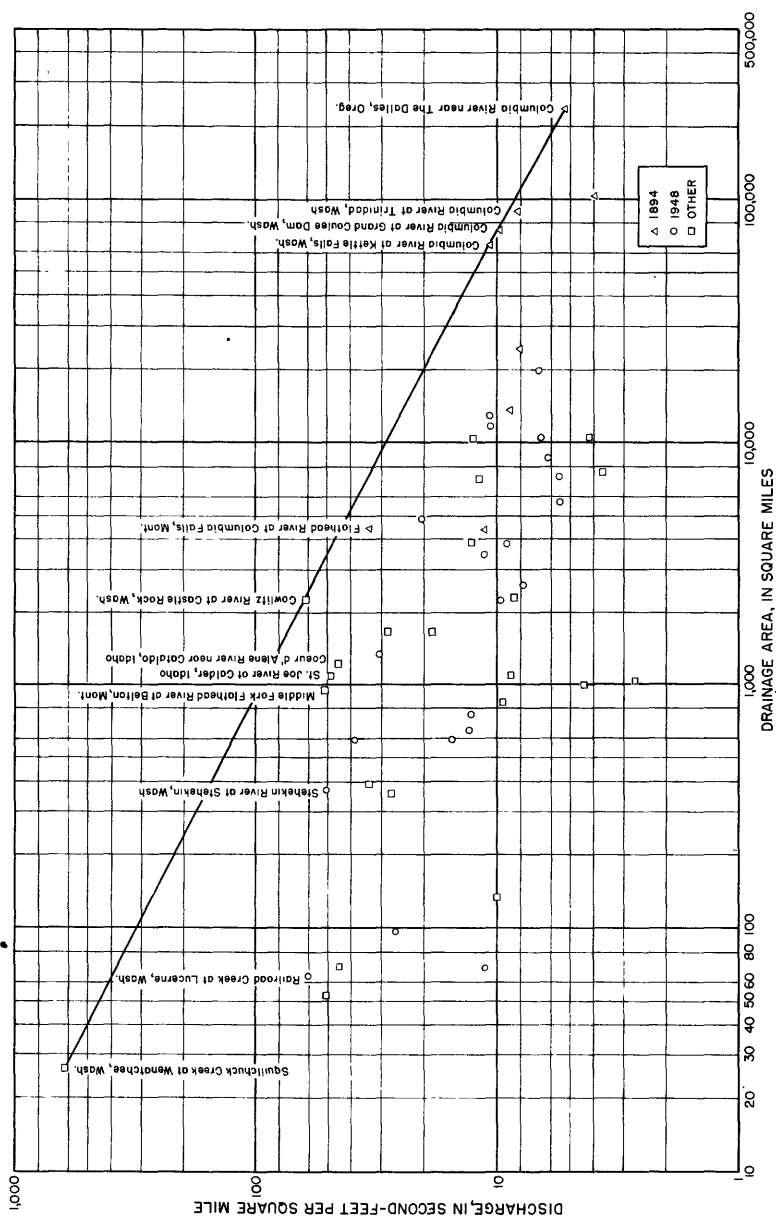 1,000
100
10
1
DISCHARGE, IN SECOND-FEET PER SQUARE MILE
10
20
30
40
50
60
80
100
1,000
10,000
100,000
500,000
DRAINAGE AREA, IN SQUARE MILES
Squillchuck Creek at Wenatchee, Wash.
Railroad Creek at Lucerne, Wash.
Stehekin River at Stehekin, Wash
Middle Fork Flathead River at Belton, Mont.
St. Joe River at Calder, Idaho
Coeur d'Alene River near Cataldo, Idaho
Cowlitz River at Castle Rock, Wash.
Flathead River at Columbia Falls, Mont.
Columbia River at Kettle Falls, Wash.
Columbia River at Grand Coulee Dam, Wash.
Columbia River at Trinidad, Wash
Columbia River near The Dalles, Oreg.
1894
1948
OTHER